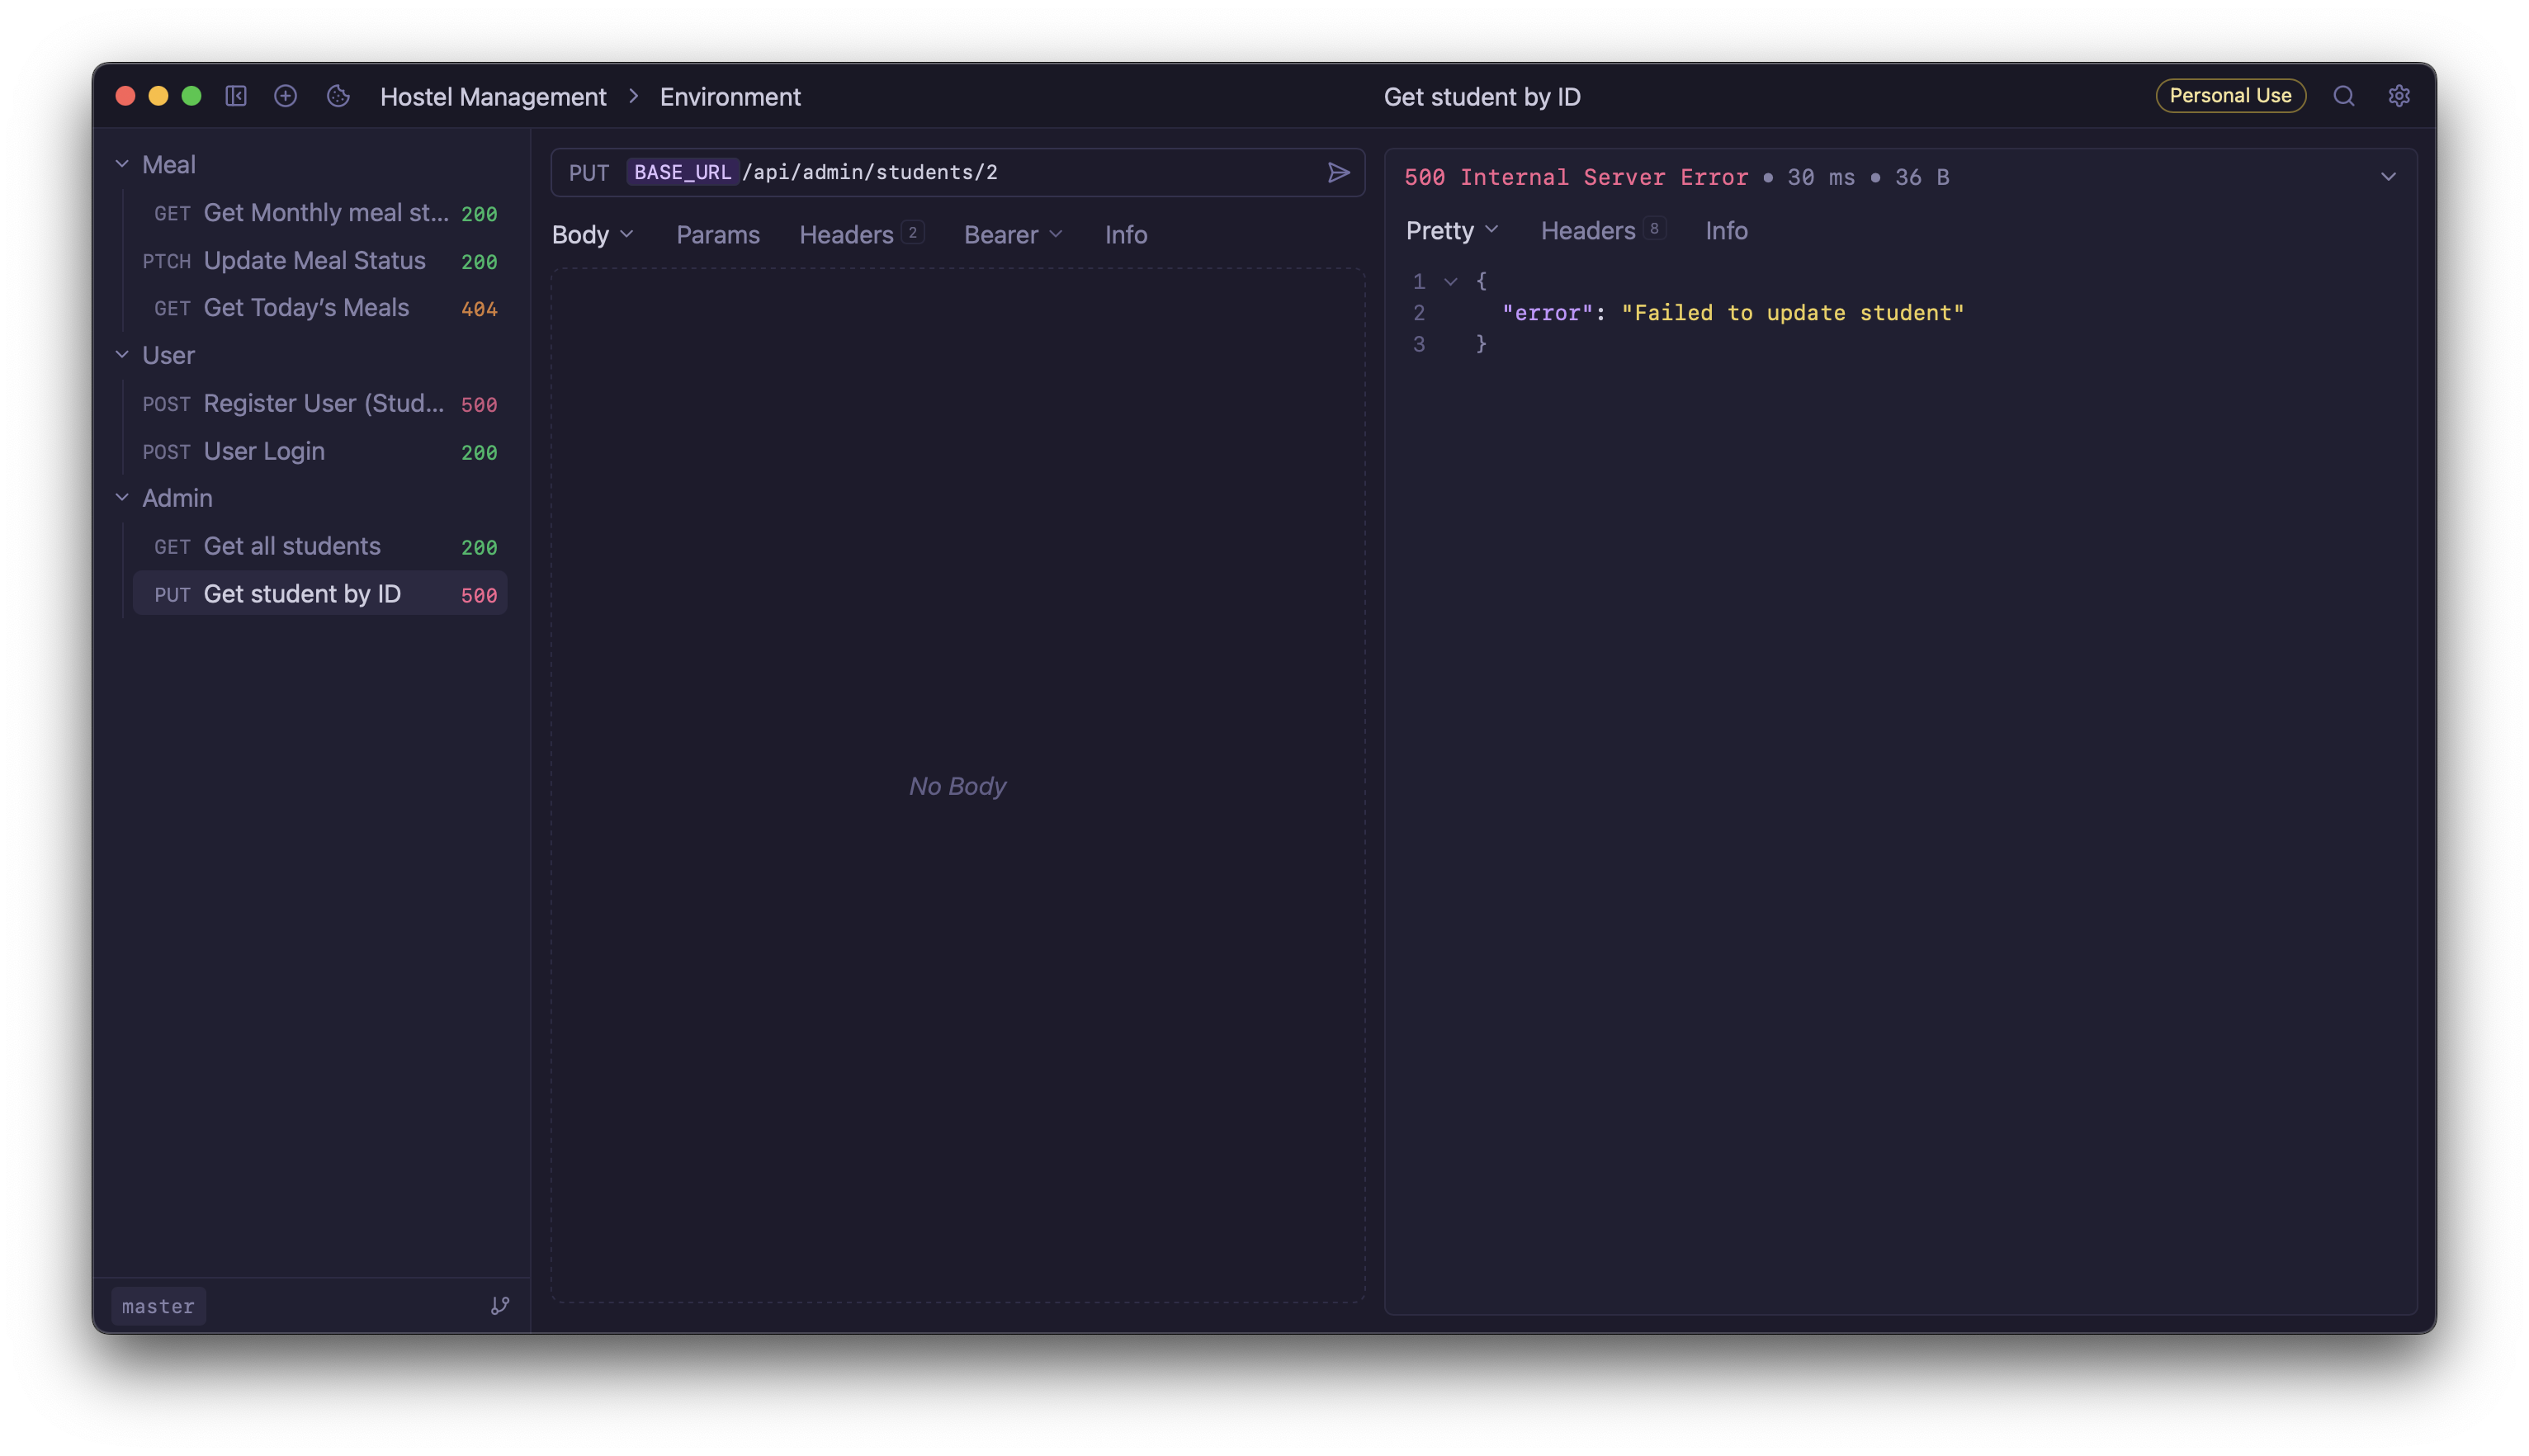 Hostel Management > Environment
Get student by ID
Personal Use
Meal
GET Get Monthly meal st... 200
PTCH Update Meal Status 200
GET Get Today’s Meals 404
User
POST Register User (Stud... 500
POST User Login 200
Admin
GET Get all students 200
PUT Get student by ID 500
master
PUT BASE_URL/api/admin/students/2
Body Params Headers 2 Bearer Info
No Body
500 Internal Server Error • 30 ms • 36 B
Pretty Headers 8 Info
1 {
2 "error": "Failed to update student"
3 }